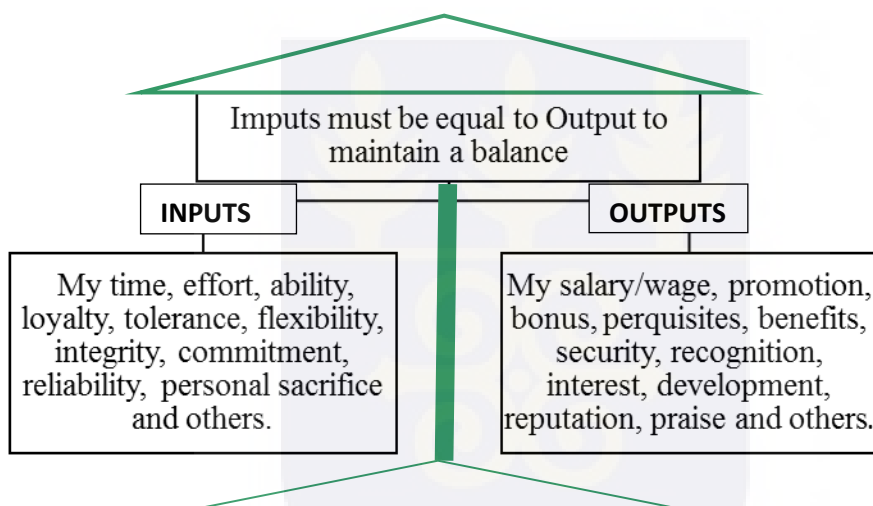 Imputs must be equal to Output to
maintain a balance
INPUTS
OUTPUTS
My time, effort, ability,
loyalty, tolerance, flexibility,
integrity, commitment,
reliability, personal sacrifice
and others.
My salary/wage, promotion,
bonus, perquisites, benefits,
security, recognition,
interest, development,
reputation, praise and others.